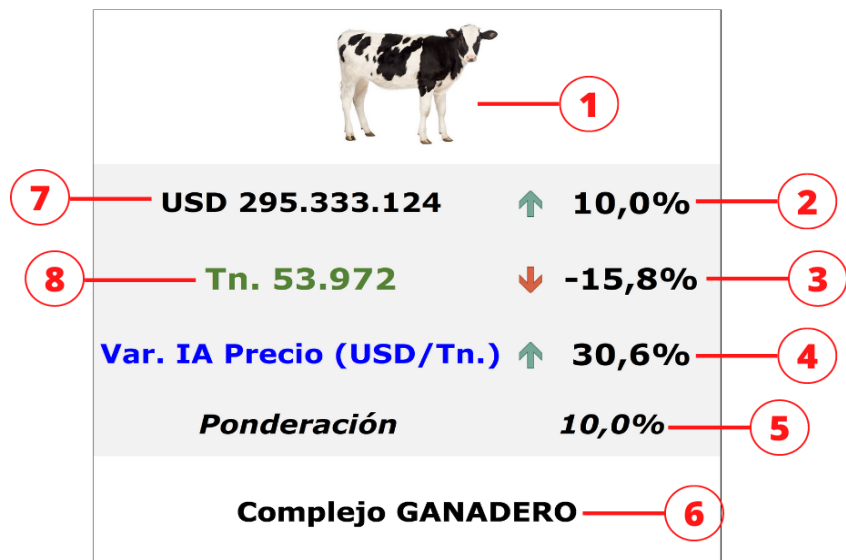 1
7 USD 295.333.124 10,0% 2
8 Tn. 53.972 -15,8% 3
Var. IA Precio (USD/Tn.) 30,6% 4
Ponderación 10,0% 5
Complejo GANADERO 6